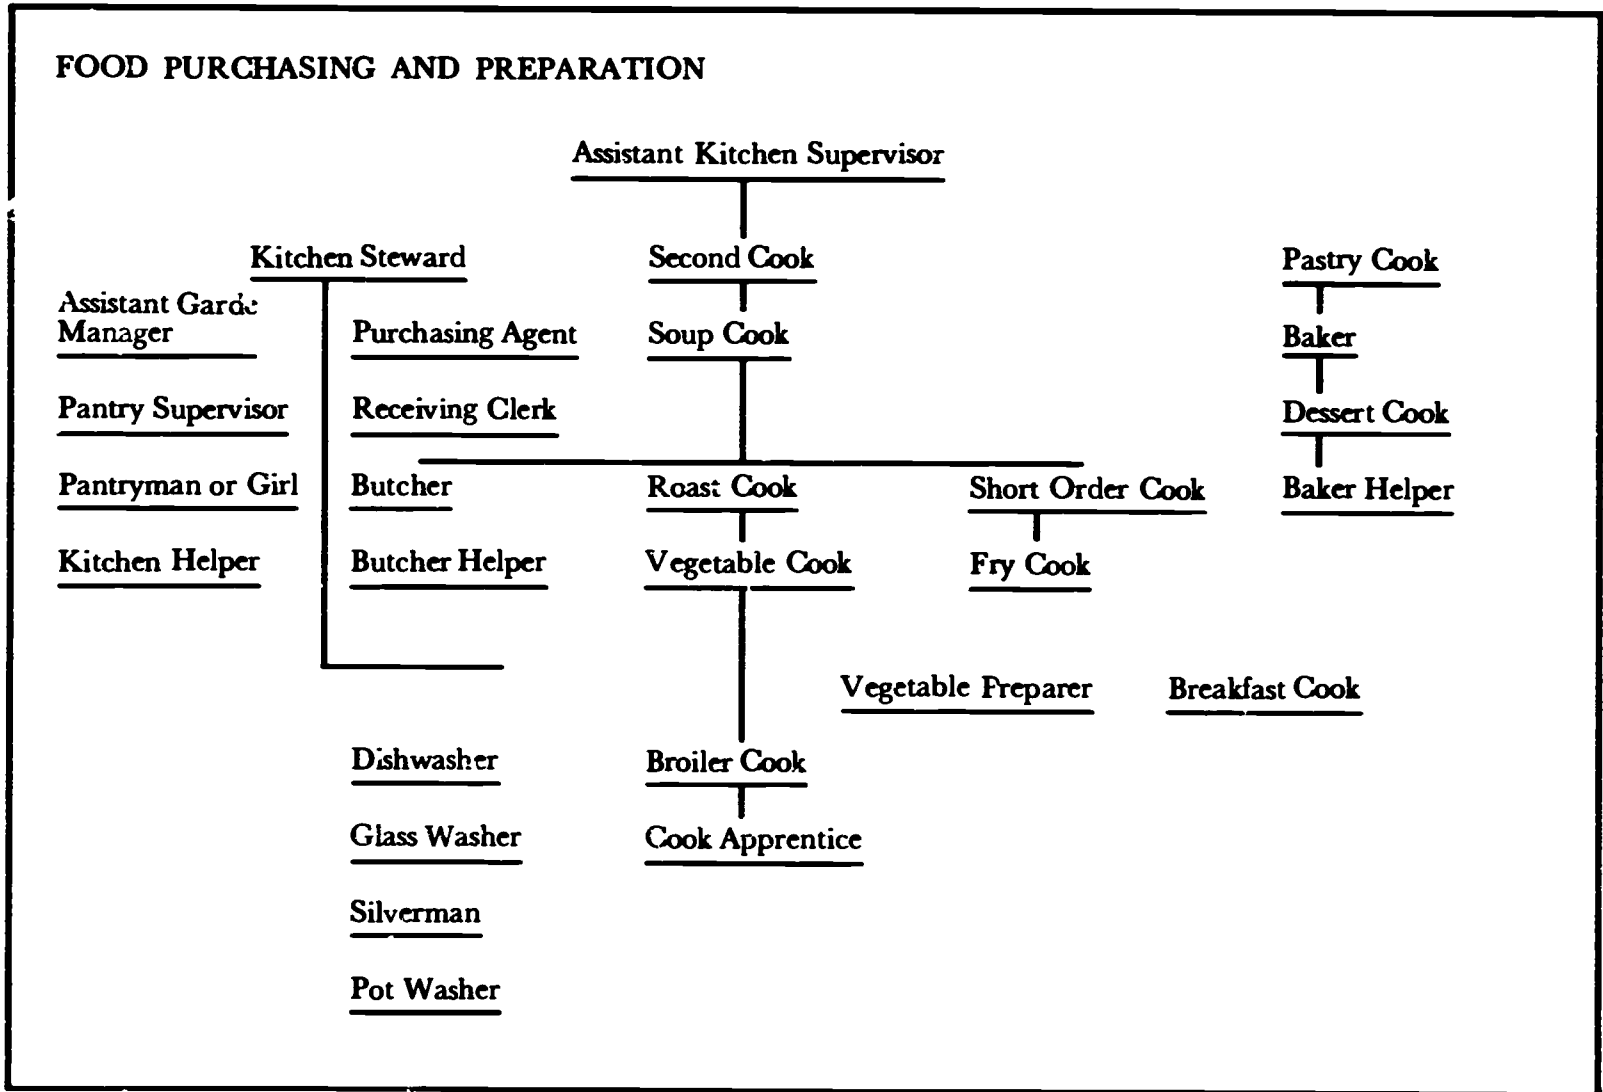 FOOD PURCHASING AND PREPARATION
Assistant Kitchen Supervisor
Kitchen Steward
Second Cook
Pastry Cook
Assistant Garde
Manager
Purchasing Agent
Soup Cook
Baker
Pantry Supervisor
Receiving Clerk
Dessert Cook
Pantryman or Girl
Butcher
Roast Cook
Short Order Cook
Baker Helper
Kitchen Helper
Butcher Helper
Vegetable Cook
Fry Cook
Vegetable Preparer
Breakfast Cook
Dishwasher
Broiler Cook
Glass Washer
Cook Apprentice
Silverman
Pot Washer